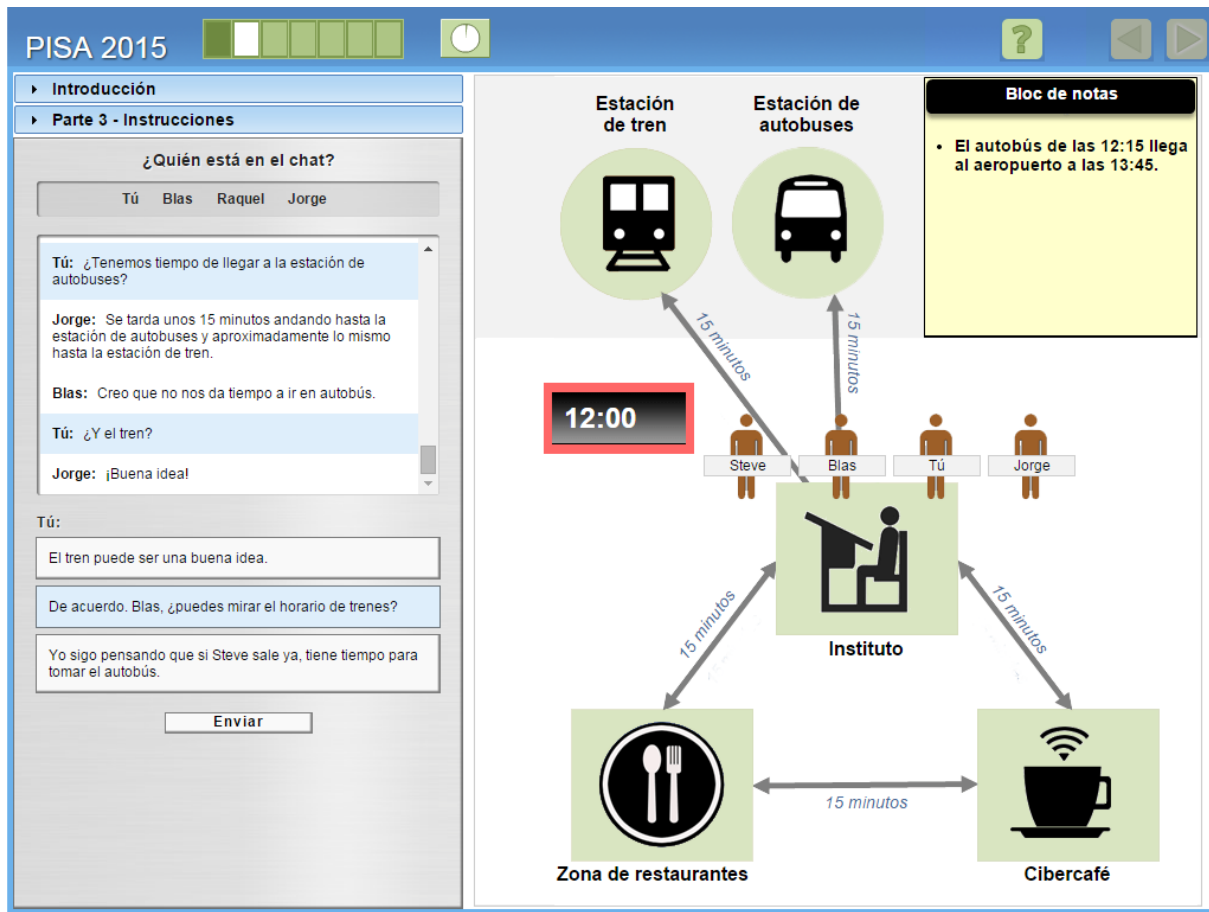 PISA 2015
?
Introducción
Parte 3 - Instrucciones
¿Quién está en el chat?
Tú Blas Raquel Jorge
Tú: ¿Tenemos tiempo de llegar a la estación de
autobuses?
Jorge: Se tarda unos 15 minutos andando hasta la
estación de autobuses y aproximadamente lo mismo
hasta la estación de tren.
Blas: Creo que no nos da tiempo a ir en autobús.
Tú: ¿Y el tren?
Jorge: ¡Buena idea!
Tú:
El tren puede ser una buena idea.
De acuerdo. Blas, ¿puedes mirar el horario de trenes?
Yo sigo pensando que si Steve sale ya, tiene tiempo para
tomar el autobús.
Enviar
Estación
de tren
Estación de
autobuses
Bloc de notas
• El autobús de las 12:15 llega
al aeropuerto a las 13:45.
15 minutos
15 minutos
12:00
Steve
Blas
Tú
Jorge
Instituto
15 minutos
15 minutos
15 minutos
Zona de restaurantes
Cibercafé